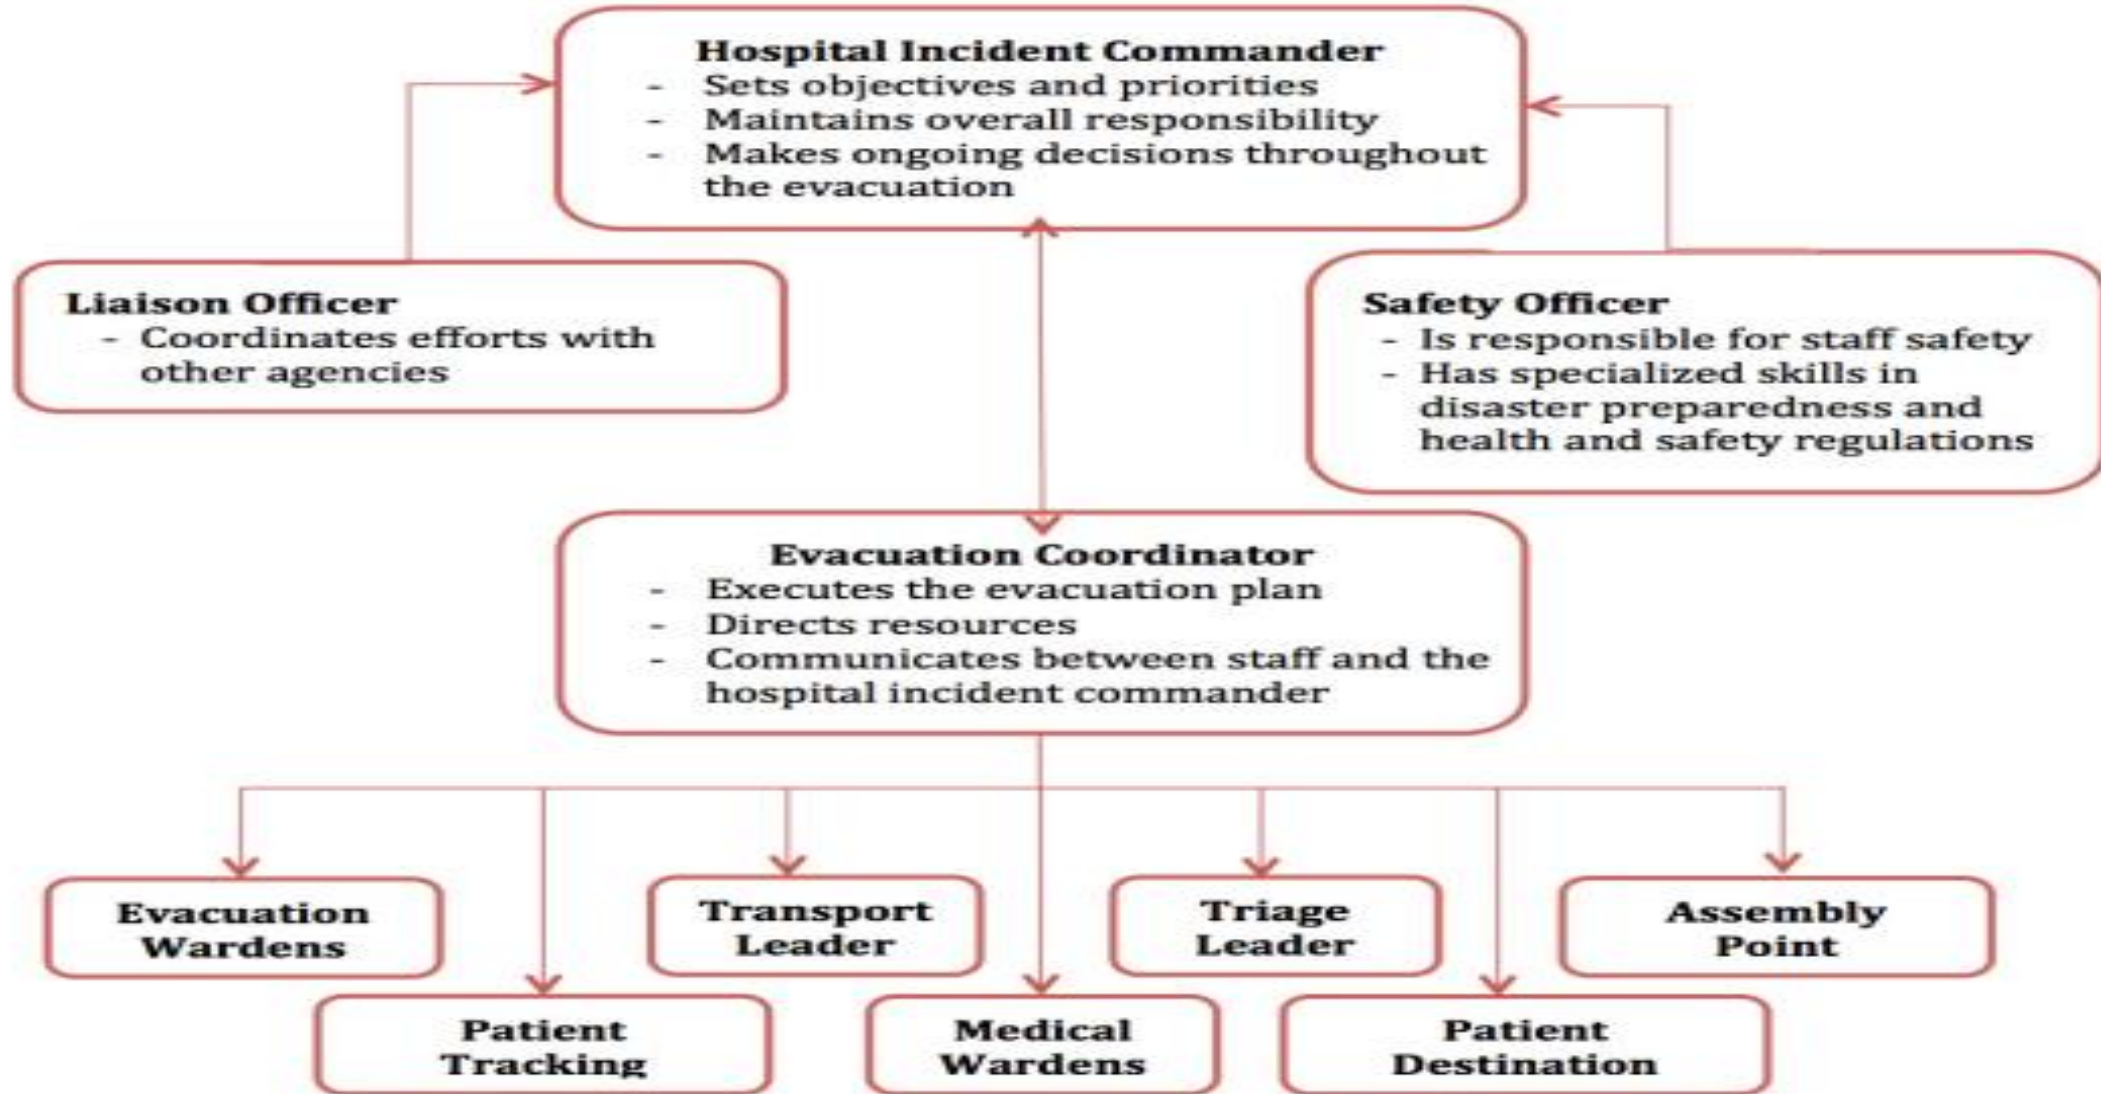 Hospital Incident Commander
- Sets objectives and priorities
- Maintains overall responsibility
- Makes ongoing decisions throughout
the evacuation
Liaison Officer
- Coordinates efforts with
other agencies
Safety Officer
- Is responsible for staff safety
- Has specialized skills in
disaster preparedness and
health and safety regulations
Evacuation Coordinator
- Executes the evacuation plan
- Directs resources
- Communicates between staff and the
hospital incident commander
Evacuation
Wardens
Patient
Tracking
Transport
Leader
Medical
Wardens
Triage
Leader
Patient
Destination
Assembly
Point